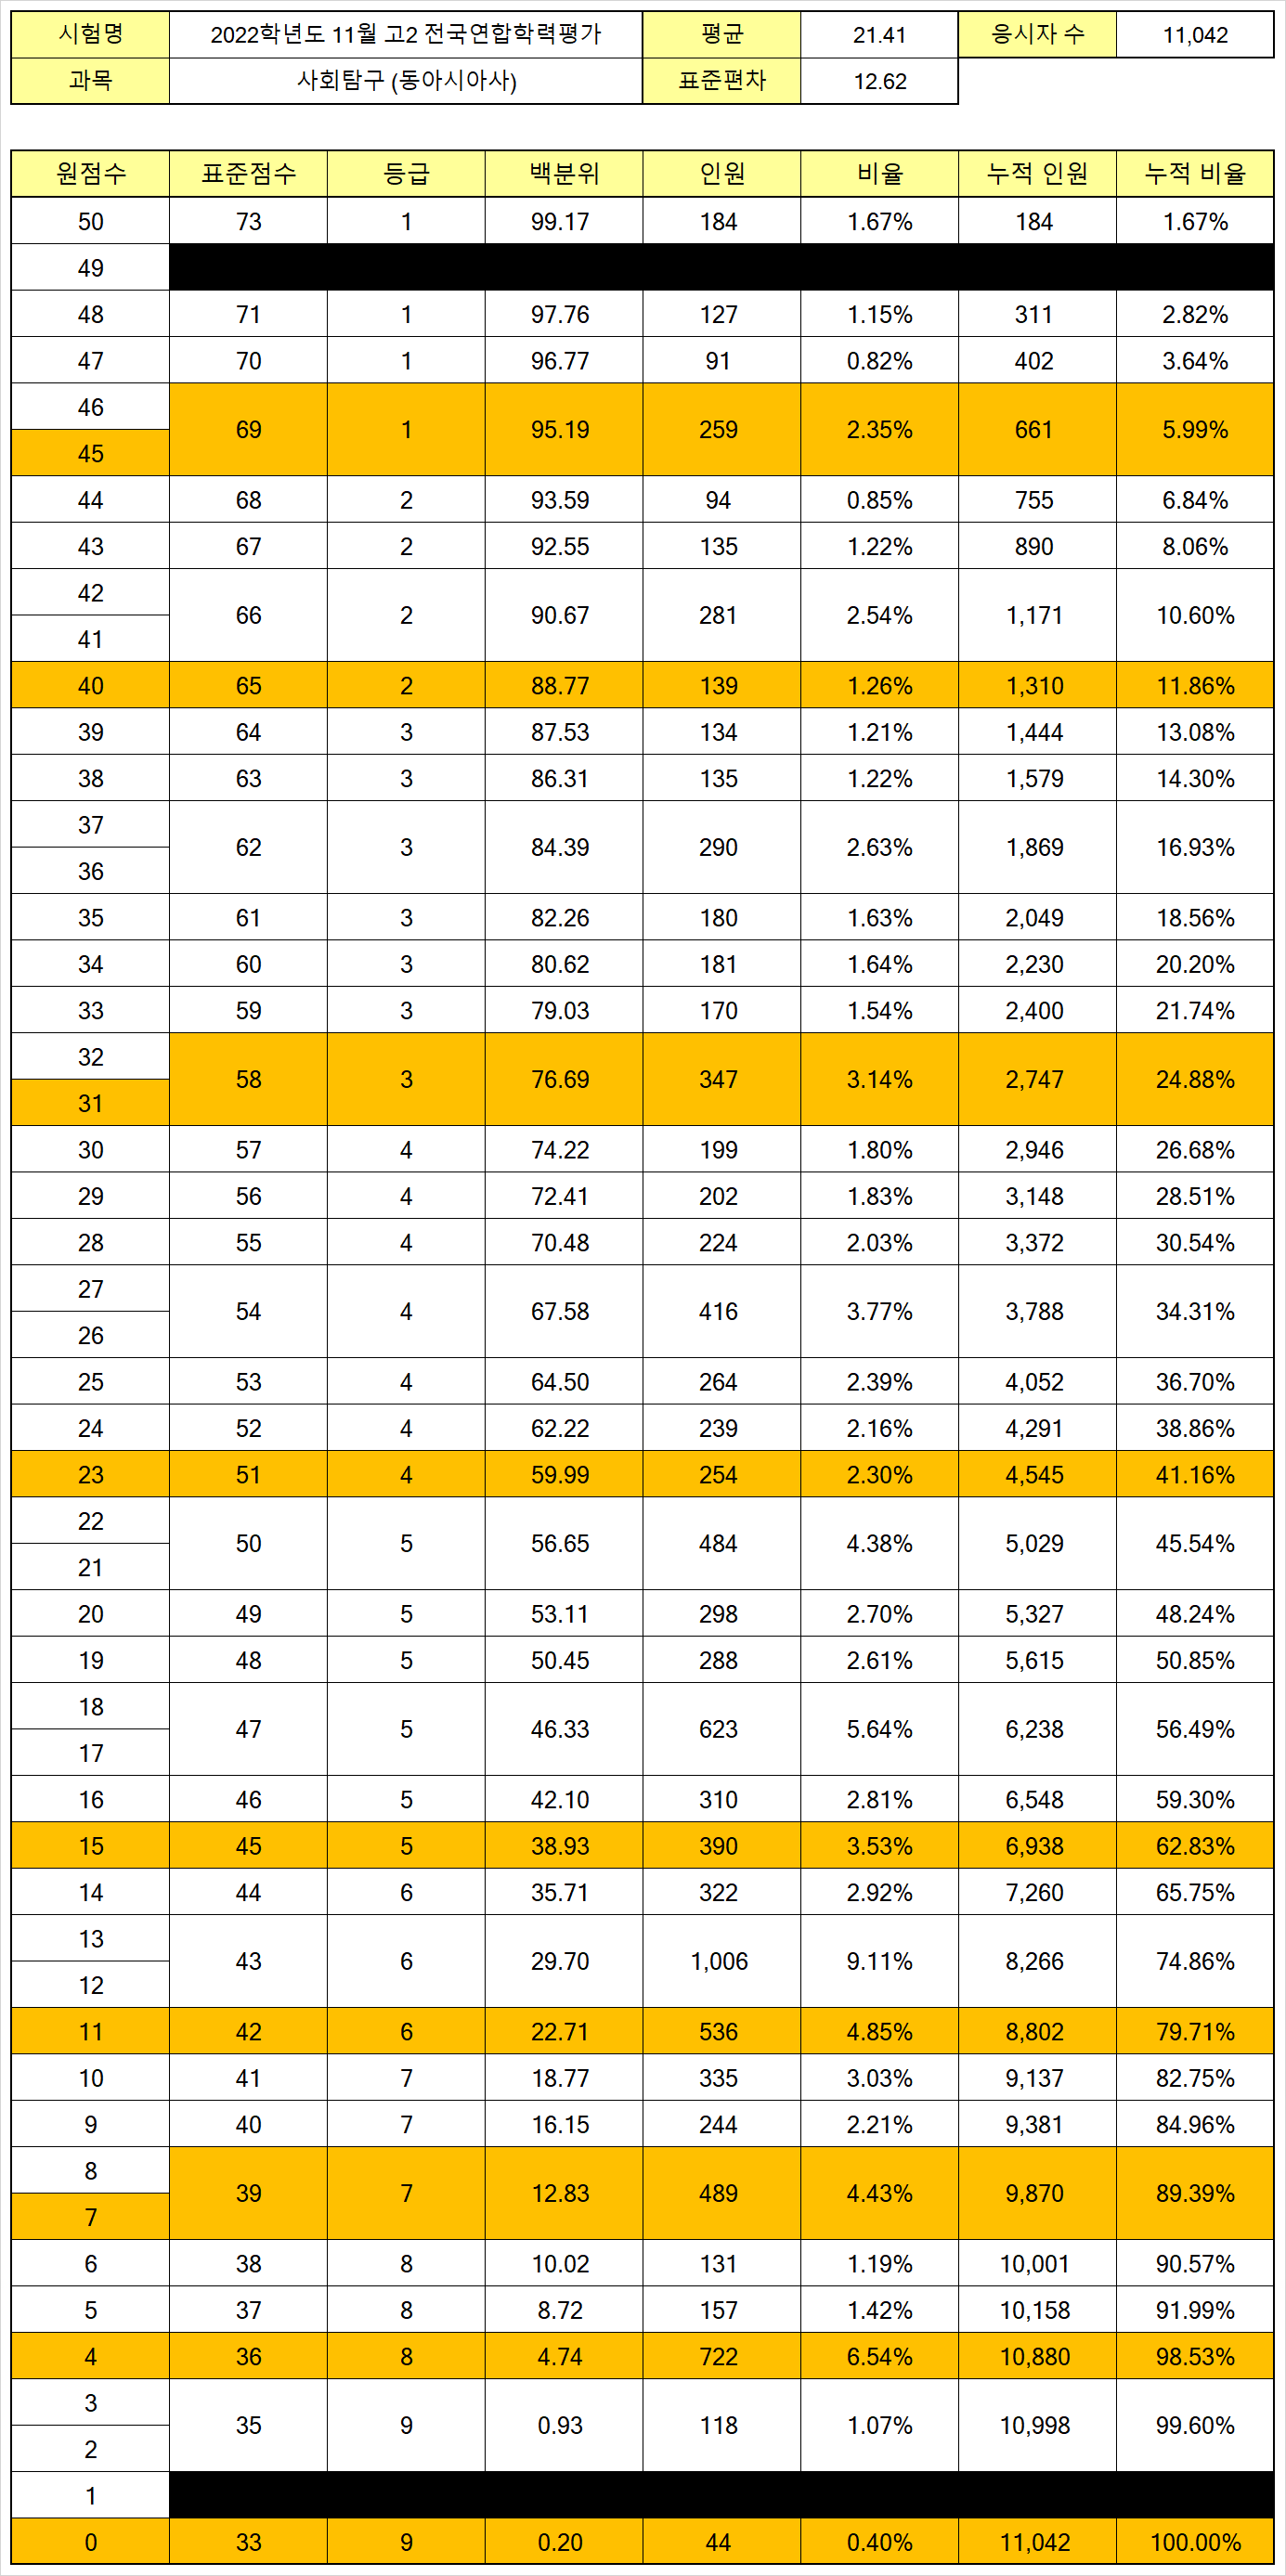 시험명 2022학년도 11월 고2 전국연합학력평가 평균 21.41 응시자 수 11,042
과목 사회탐구 (동아시아사) 표준편차 12.62
원점수 표준점수 등급 백분위 인원 비율 누적 인원 누적 비율
50 73 1 99.17 184 1.67% 184 1.67%
49
48 71 1 97.76 127 1.15% 311 2.82%
47 70 1 96.77 91 0.82% 402 3.64%
46
69 1 95.19 259 2.35% 661 5.99%
45
44 68 2 93.59 94 0.85% 755 6.84%
43 67 2 92.55 135 1.22% 890 8.06%
42
66 2 90.67 281 2.54% 1,171 10.60%
41
40 65 2 88.77 139 1.26% 1,310 11.86%
39 64 3 87.53 134 1.21% 1,444 13.08%
38 63 3 86.31 135 1.22% 1,579 14.30%
37
62 3 84.39 290 2.63% 1,869 16.93%
36
35 61 3 82.26 180 1.63% 2,049 18.56%
34 60 3 80.62 181 1.64% 2,230 20.20%
33 59 3 79.03 170 1.54% 2,400 21.74%
32
58 3 76.69 347 3.14% 2,747 24.88%
31
30 57 4 74.22 199 1.80% 2,946 26.68%
29 56 4 72.41 202 1.83% 3,148 28.51%
28 55 4 70.48 224 2.03% 3,372 30.54%
27
54 4 67.58 416 3.77% 3,788 34.31%
26
25 53 4 64.50 264 2.39% 4,052 36.70%
24 52 4 62.22 239 2.16% 4,291 38.86%
23 51 4 59.99 254 2.30% 4,545 41.16%
22
50 5 56.65 484 4.38% 5,029 45.54%
21
20 49 5 53.11 298 2.70% 5,327 48.24%
19 48 5 50.45 288 2.61% 5,615 50.85%
18
47 5 46.33 623 5.64% 6,238 56.49%
17
16 46 5 42.10 310 2.81% 6,548 59.30%
15 45 5 38.93 390 3.53% 6,938 62.83%
14 44 6 35.71 322 2.92% 7,260 65.75%
13
43 6 29.70 1,006 9.11% 8,266 74.86%
12
11 42 6 22.71 536 4.85% 8,802 79.71%
10 41 7 18.77 335 3.03% 9,137 82.75%
9 40 7 16.15 244 2.21% 9,381 84.96%
8
39 7 12.83 489 4.43% 9,870 89.39%
7
6 38 8 10.02 131 1.19% 10,001 90.57%
5 37 8 8.72 157 1.42% 10,158 91.99%
4 36 8 4.74 722 6.54% 10,880 98.53%
3
35 9 0.93 118 1.07% 10,998 99.60%
2
1
0 33 9 0.20 44 0.40% 11,042 100.00%